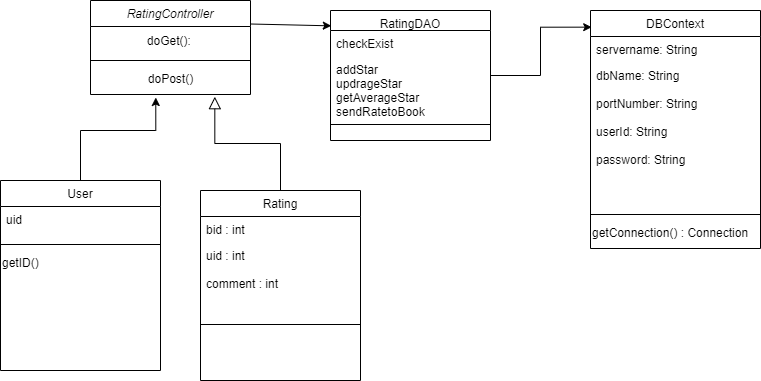 RatingController
doGet():
doPost()
RatingDAO
checkExist
addStar
updrageStar
getAverageStar
sendRatetoBook
DBContext
servername: String
dbName: String
portNumber: String
userId: String
password: String
getConnection() : Connection
User
uid
getID()
Rating
bid : int
uid : int
comment : int